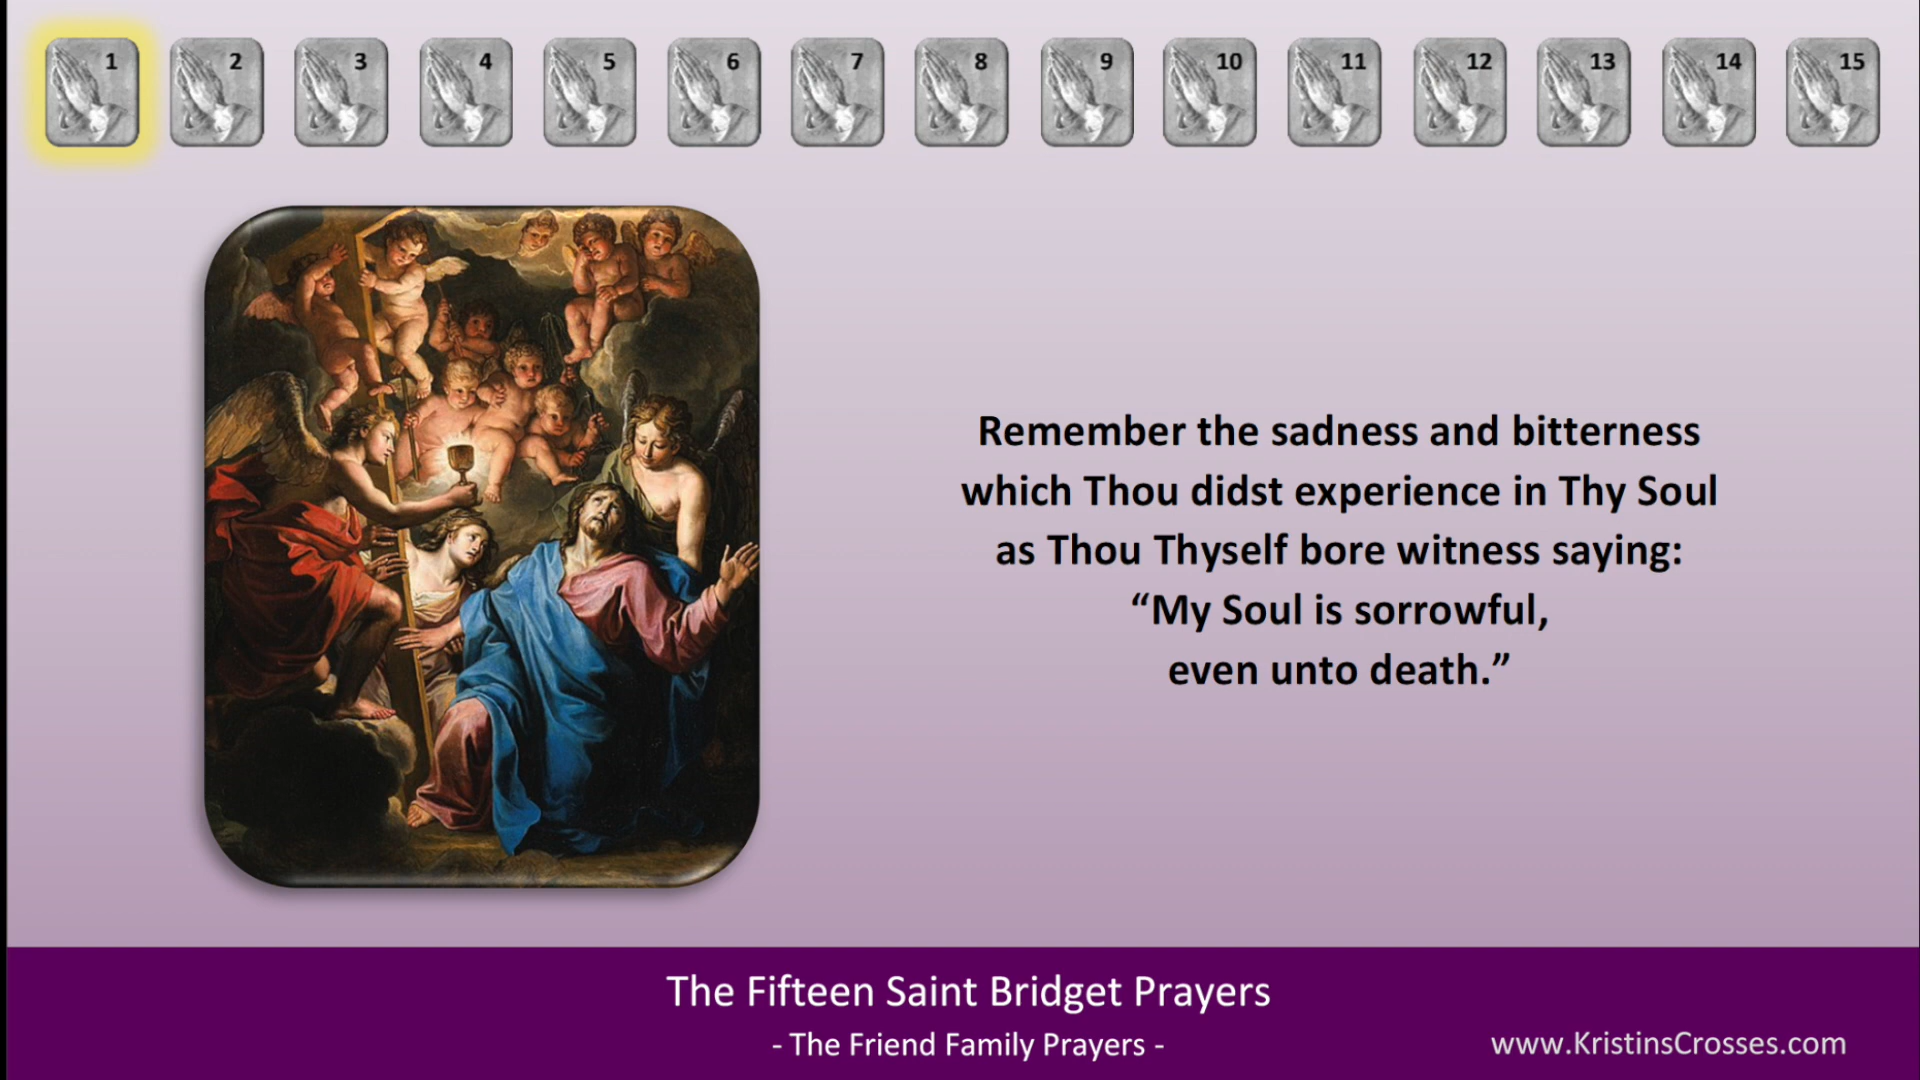 1 2 3 4 5 6 7 8 9 10 11 12 13 14 15
Remember the sadness and bitterness
which Thou didst experience in Thy Soul
as Thou Thyself bore witness saying:
“My Soul is sorrowful,
even unto death.”
The Fifteen Saint Bridget Prayers
- The Friend Family Prayers -
www.KristinsCrosses.com